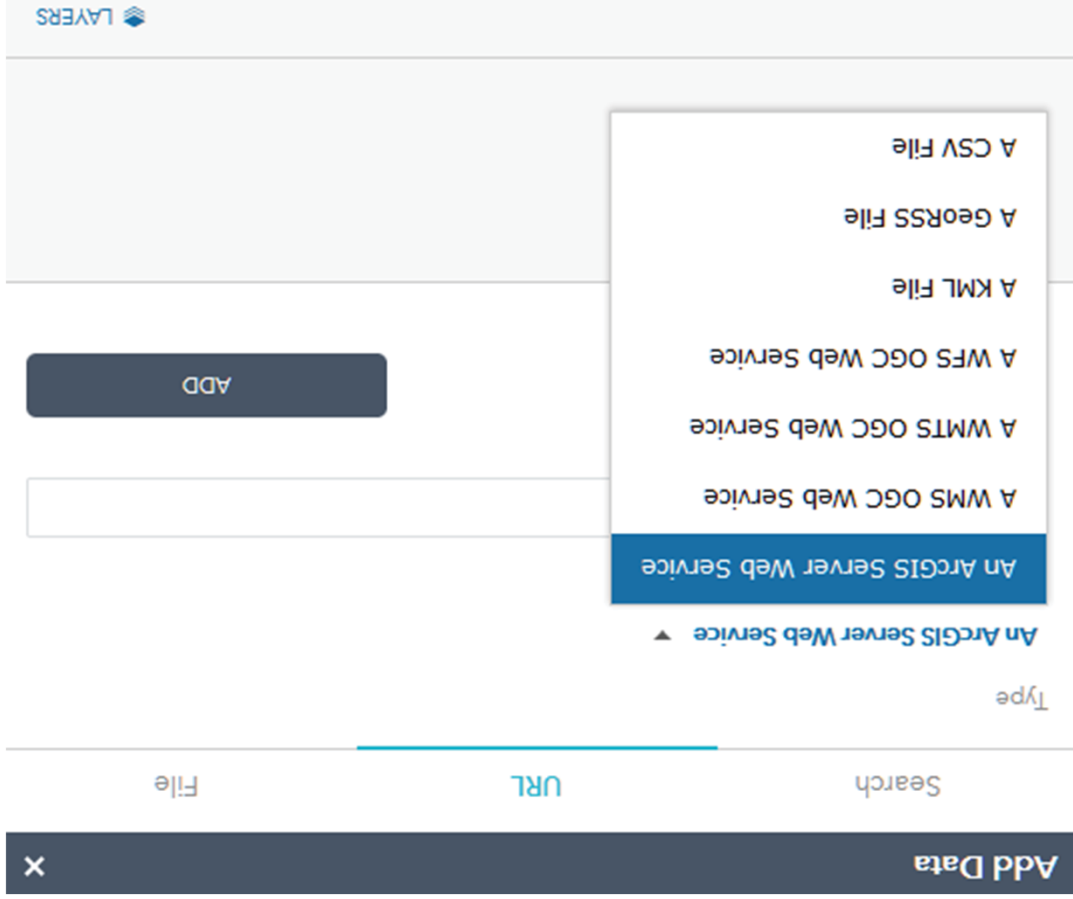 Add Data ×
Search URL File
Type
An ArcGIS Server Web Service
An ArcGIS Server Web Service
A WMS OGC Web Service
A WMTS OGC Web Service
A WFS OGC Web Service
A KML File
A GeoRSS File
A CSV File
ADD
LAYERS